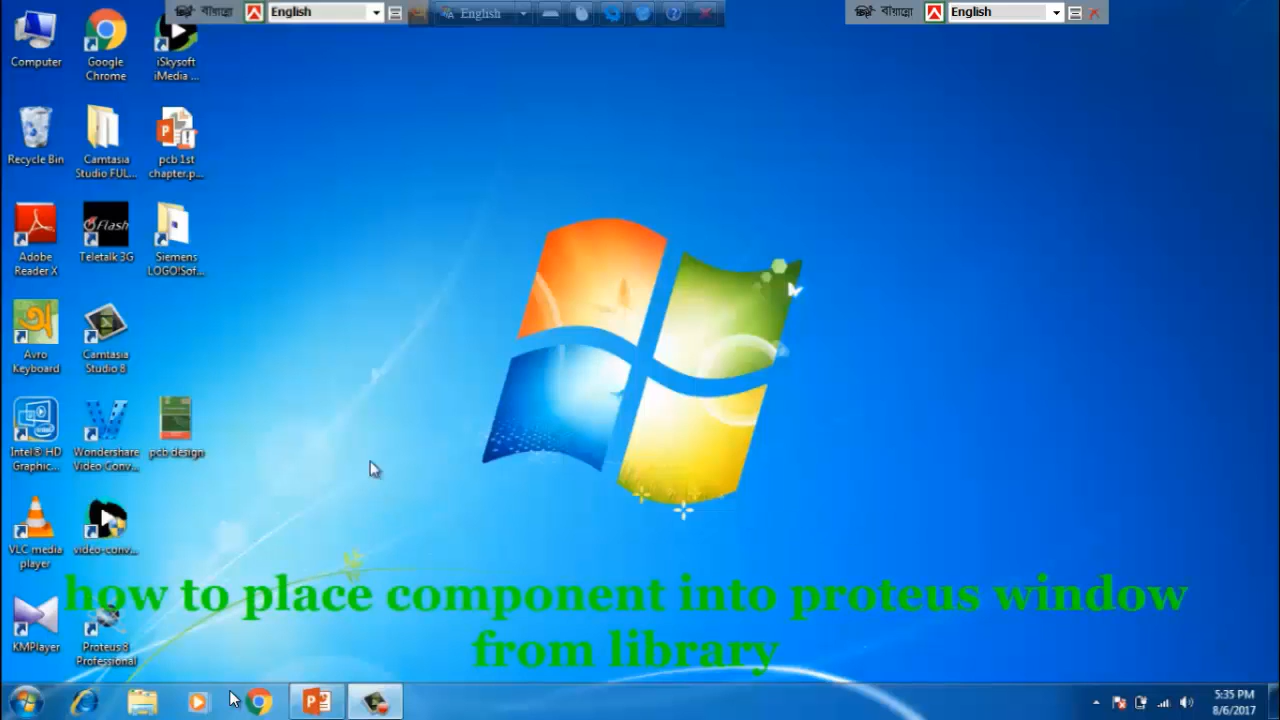 বায়ান্নো English English বায়ান্নো English
Computer Google Chrome iSkysoft iMedia ...
Recycle Bin Camtasia Studio FUL... pcb 1st chapter.p...
Adobe Reader X Flash Teletalk 3G Siemens LOGO!Sof...
অ Avro Keyboard Camtasia Studio 8
Intel® HD Graphic... Wondershare Video Conv... pcb design
VLC media player video-conv...
KMPlayer Proteus 8 Professional
how to place component into proteus window
from library
5:35 PM
8/6/2017